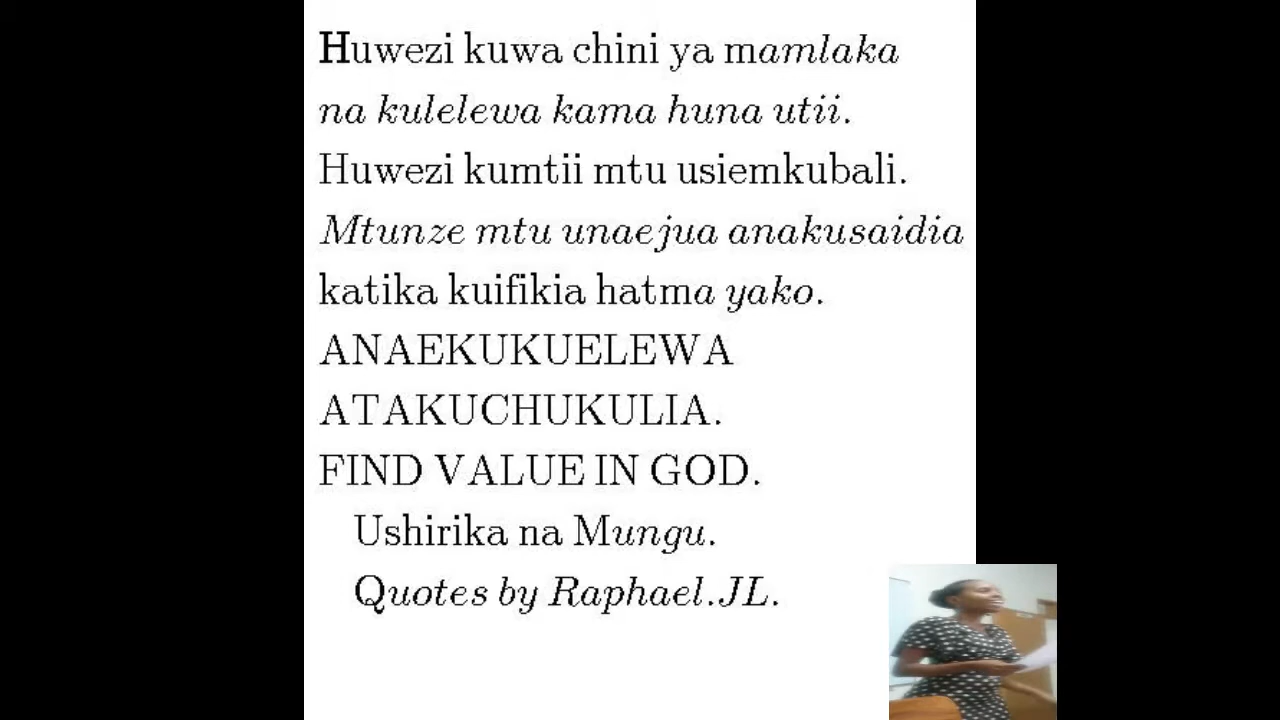 Huwezi kuwa chini ya mamlaka
na kulelewa kama huna utii.
Huwezi kumtii mtu usiemkubali.
Mtunze mtu unaejua anakusaidia
katika kuifikia hatma yako.
ANAEKUKUELEWA
ATAKUCHUKULIA.
FIND VALUE IN GOD.
Ushirika na Mungu.
Quotes by Raphael.JL.